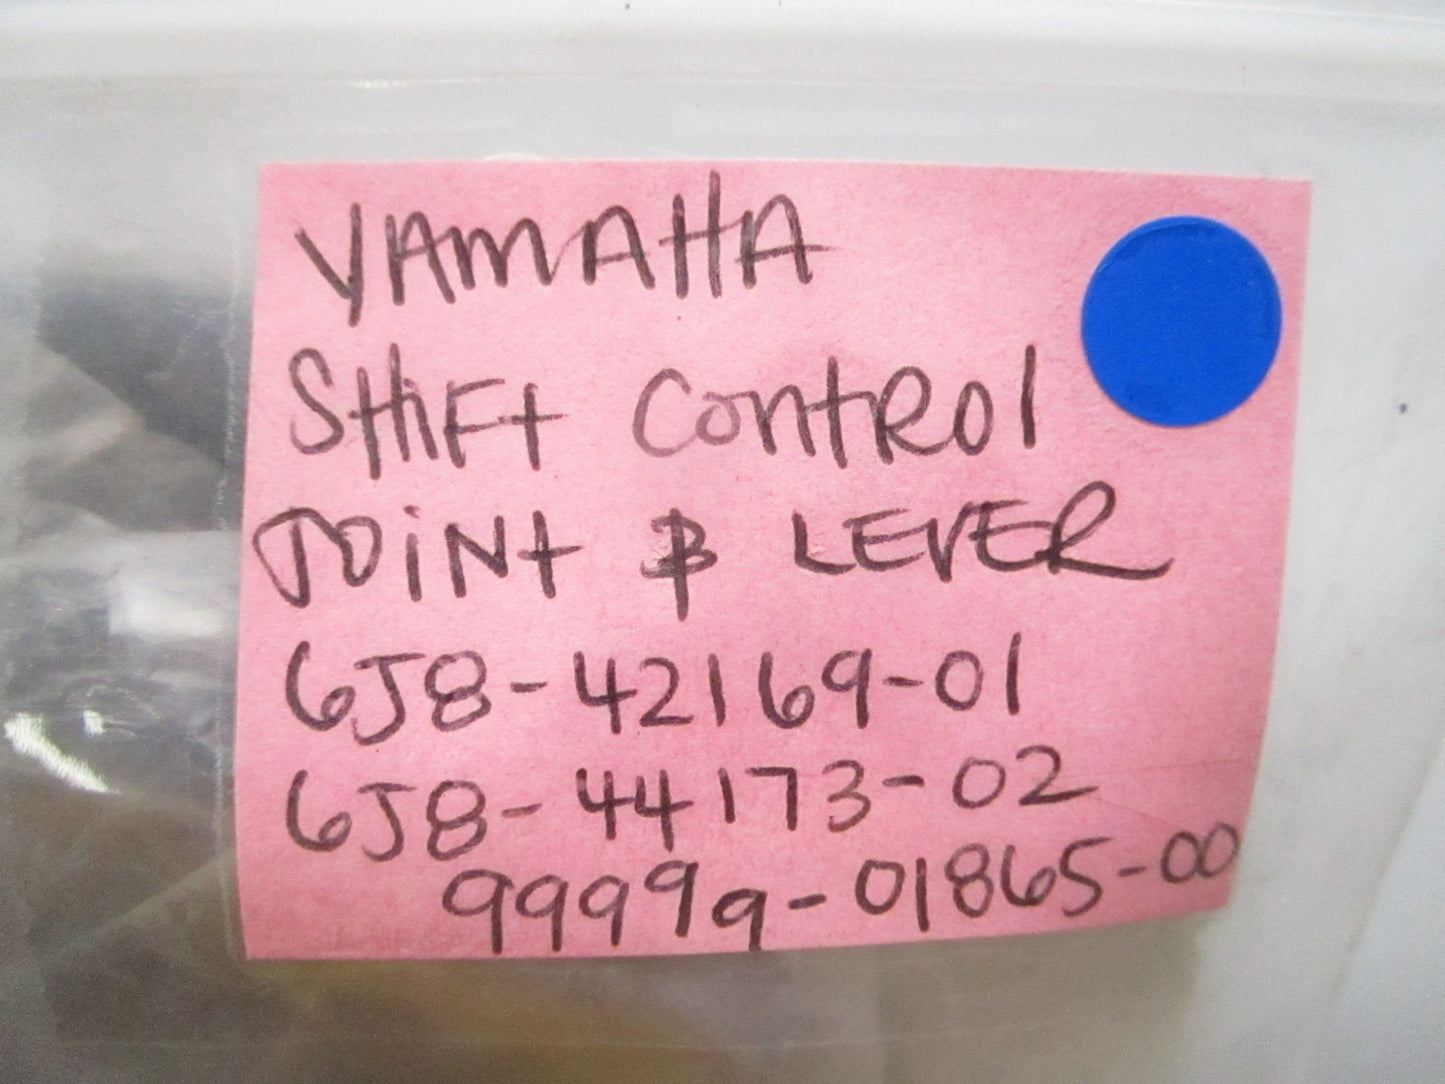 YAMAHA
SHiFt CONtROl
JOiNt & LEVER
6J8-42169-01
6J8-44173-02
99999-01865-00